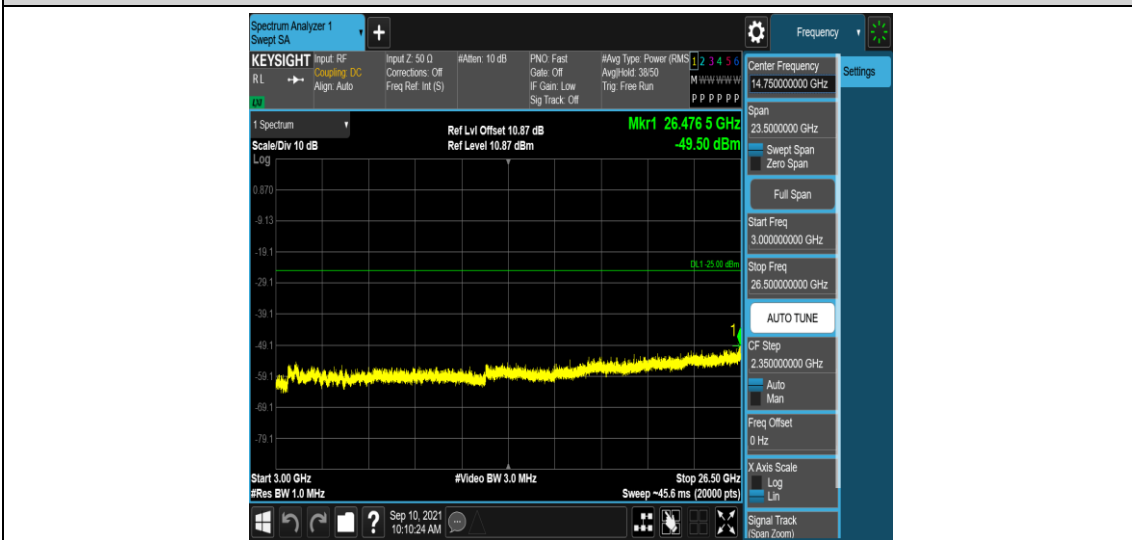 Spectrum Analyzer 1
Swept SA
+
Frequency
KEYSIGHT
RL
LM
Input: RF
Coupling: DC
Align: Auto
Input Z: 50 Ω
Corrections: Off
Freq Ref: Int (S)
#Atten: 10 dB
PNO: Fast
Gate: Off
IF Gain: Low
Sig Track: Off
#Avg Type: Power (RMS
Avg|Hold: 38/50
Trig: Free Run
1 2 3 4 5 6
M W W W W W
P P P P P P
1 Spectrum
Scale/Div 10 dB
Log
Ref Lvl Offset 10.87 dB
Ref Level 10.87 dBm
Mkr1 26.476 5 GHz
-49.50 dBm
0.870
-9.13
-19.1
DL1 -25.00 dBm
-29.1
-39.1
1
-49.1
-59.1
-69.1
-79.1
Start 3.00 GHz
#Res BW 1.0 MHz
#Video BW 3.0 MHz
Stop 26.50 GHz
Sweep ~45.6 ms (20000 pts)
?
Sep 10, 2021
10:10:24 AM
Center Frequency
14.750000000 GHz
Settings
Span
23.5000000 GHz
Swept Span
Zero Span
Full Span
Start Freq
3.000000000 GHz
Stop Freq
26.500000000 GHz
AUTO TUNE
CF Step
2.350000000 GHz
Auto
Man
Freq Offset
0 Hz
X Axis Scale
Log
Lin
Signal Track
(Span Zoom)